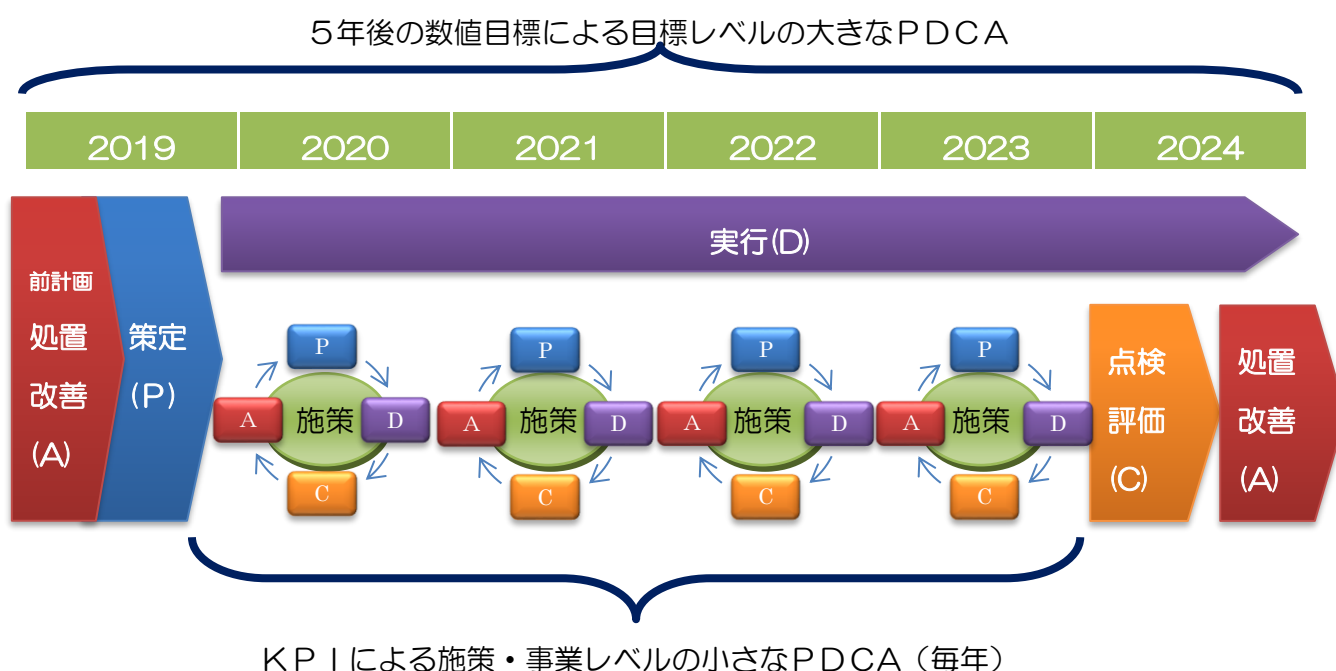 ５年後の数値目標による目標レベルの大きなＰＤＣＡ
2019 2020 2021 2022 2023 2024
実行(D)
前計画
処置
改善
(A)
策定
(P)
P
A 施策 D
C
P
A 施策 D
C
P
A 施策 D
C
P
A 施策 D
C
点検
評価
(C)
処置
改善
(A)
ＫＰＩによる施策・事業レベルの小さなＰＤＣＡ（毎年）